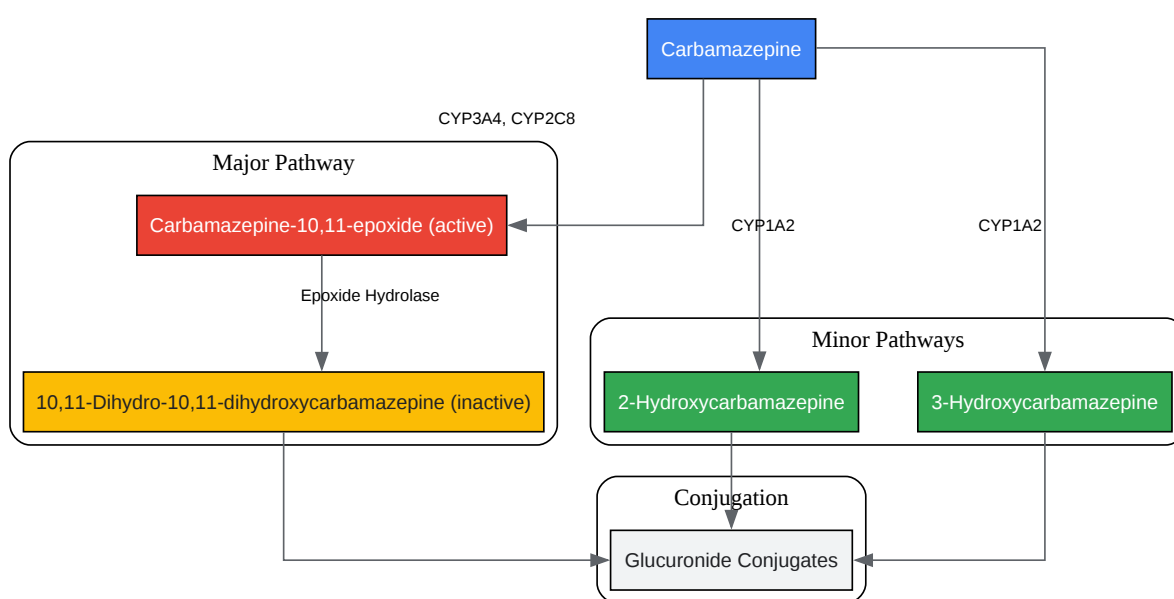 Carbamazepine
CYP3A4, CYP2C8
Major Pathway
Carbamazepine-10,11-epoxide (active)
CYP1A2
CYP1A2
Epoxide Hydrolase
Minor Pathways
10,11-Dihydro-10,11-dihydroxycarbamazepine (inactive)
2-Hydroxycarbamazepine
3-Hydroxycarbamazepine
Conjugation
Glucuronide Conjugates